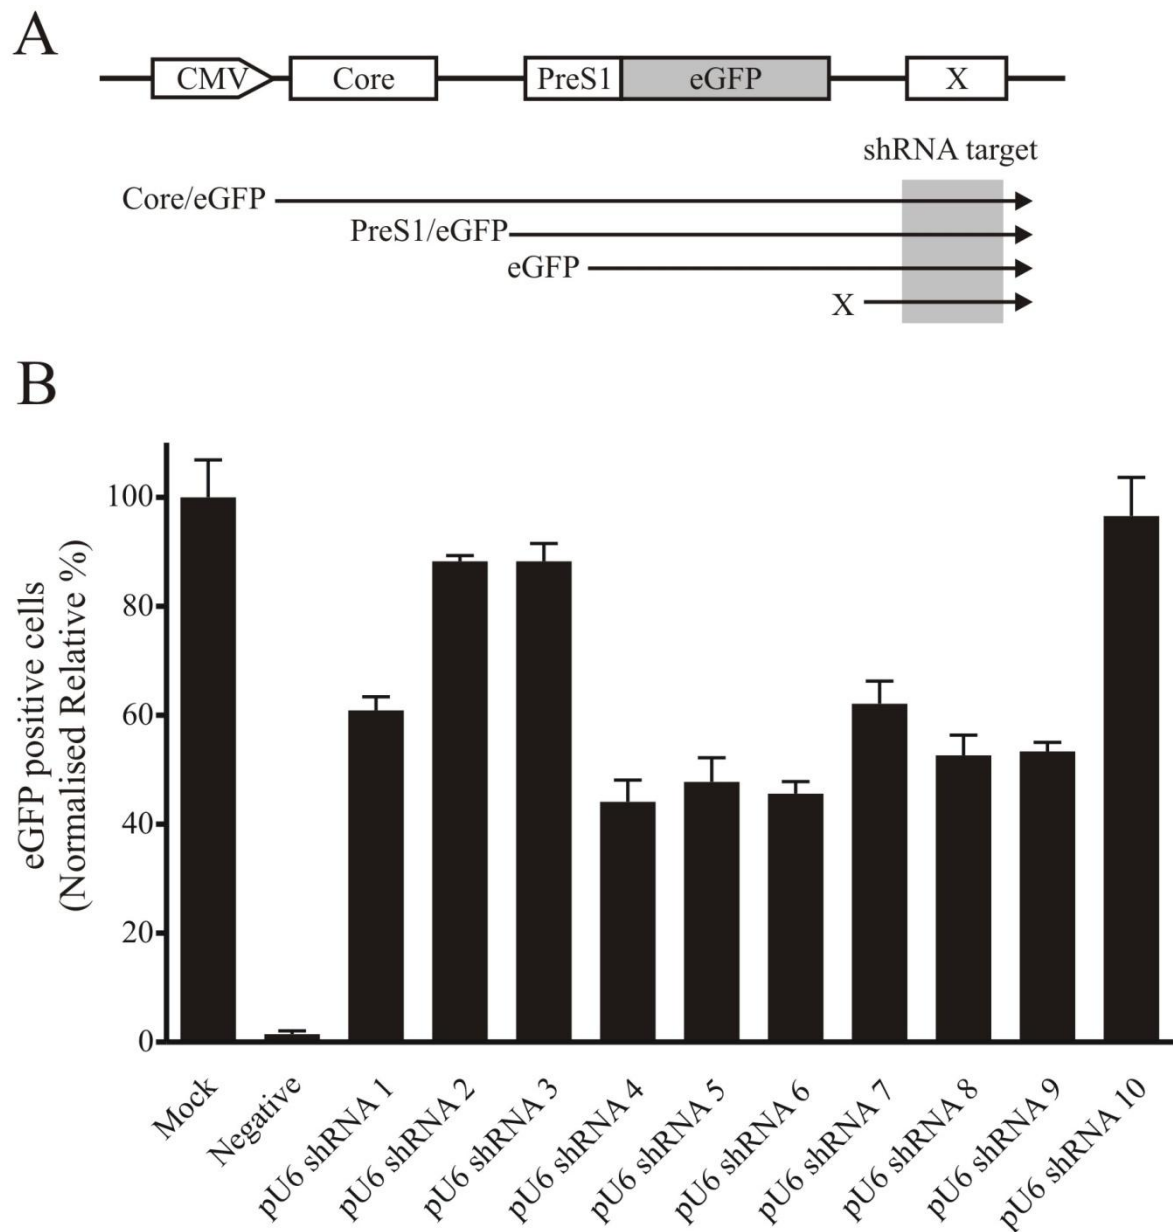 A
CMV
Core
PreS1
eGFP
X
shRNA target
Core/eGFP
PreS1/eGFP
eGFP
X
B
eGFP positive cells
(Normalised Relative %)
100
80
60
40
20
0
Mock
Negative
pU6 shRNA 1
pU6 shRNA 2
pU6 shRNA 3
pU6 shRNA 4
pU6 shRNA 5
pU6 shRNA 6
pU6 shRNA 7
pU6 shRNA 8
pU6 shRNA 9
pU6 shRNA 10